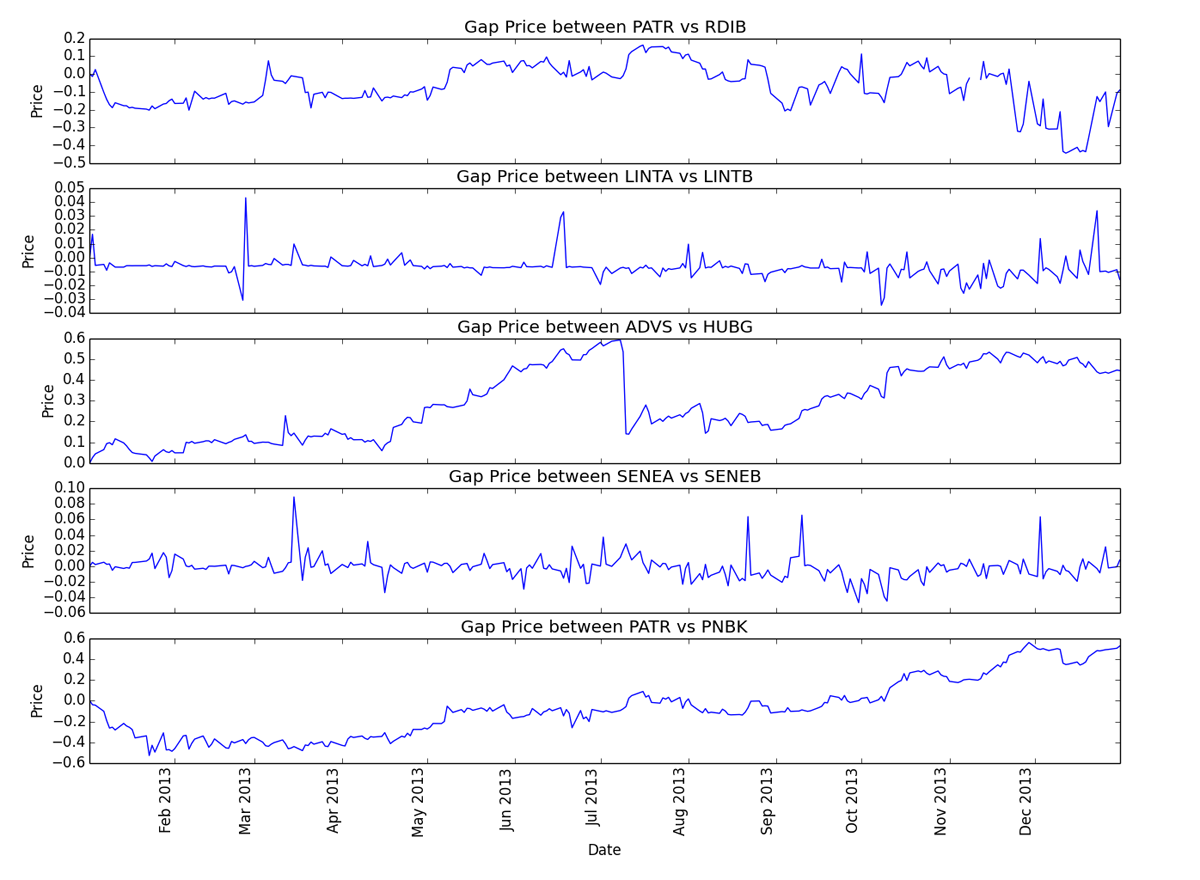 Gap Price between PATR vs RDIB
0.2
0.1
0.0
−0.1
−0.2
−0.3
−0.4
−0.5
Price
Gap Price between LINTA vs LINTB
0.05
0.04
0.03
0.01
0.00
−0.01
−0.03
−0.04
Price
Gap Price between ADVS vs HUBG
0.6
0.5
0.4
0.3
0.2
0.1
0.0
Price
Gap Price between SENEA vs SENEB
0.10
0.08
0.06
0.04
0.02
0.00
−0.02
−0.04
−0.06
Price
Gap Price between PATR vs PNBK
0.6
0.4
0.2
0.0
−0.2
−0.4
−0.6
Price
Feb 2013
Mar 2013
Apr 2013
May 2013
Jun 2013
Jul 2013
Aug 2013
Sep 2013
Oct 2013
Nov 2013
Dec 2013
Date